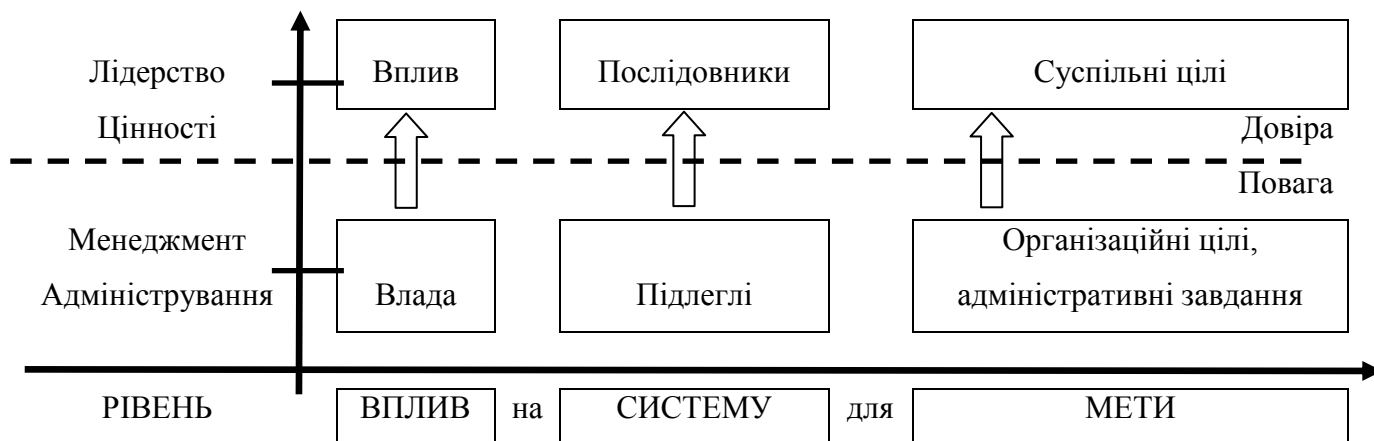 Лідерство
Цінності
Вплив
Послідовники
Суспільні цілі
Довіра
Повага
Менеджмент
Адміністрування
Влада
Підлеглі
Організаційні цілі,
адміністративні завдання
РІВЕНЬ ВПЛИВ на СИСТЕМУ для МЕТИ